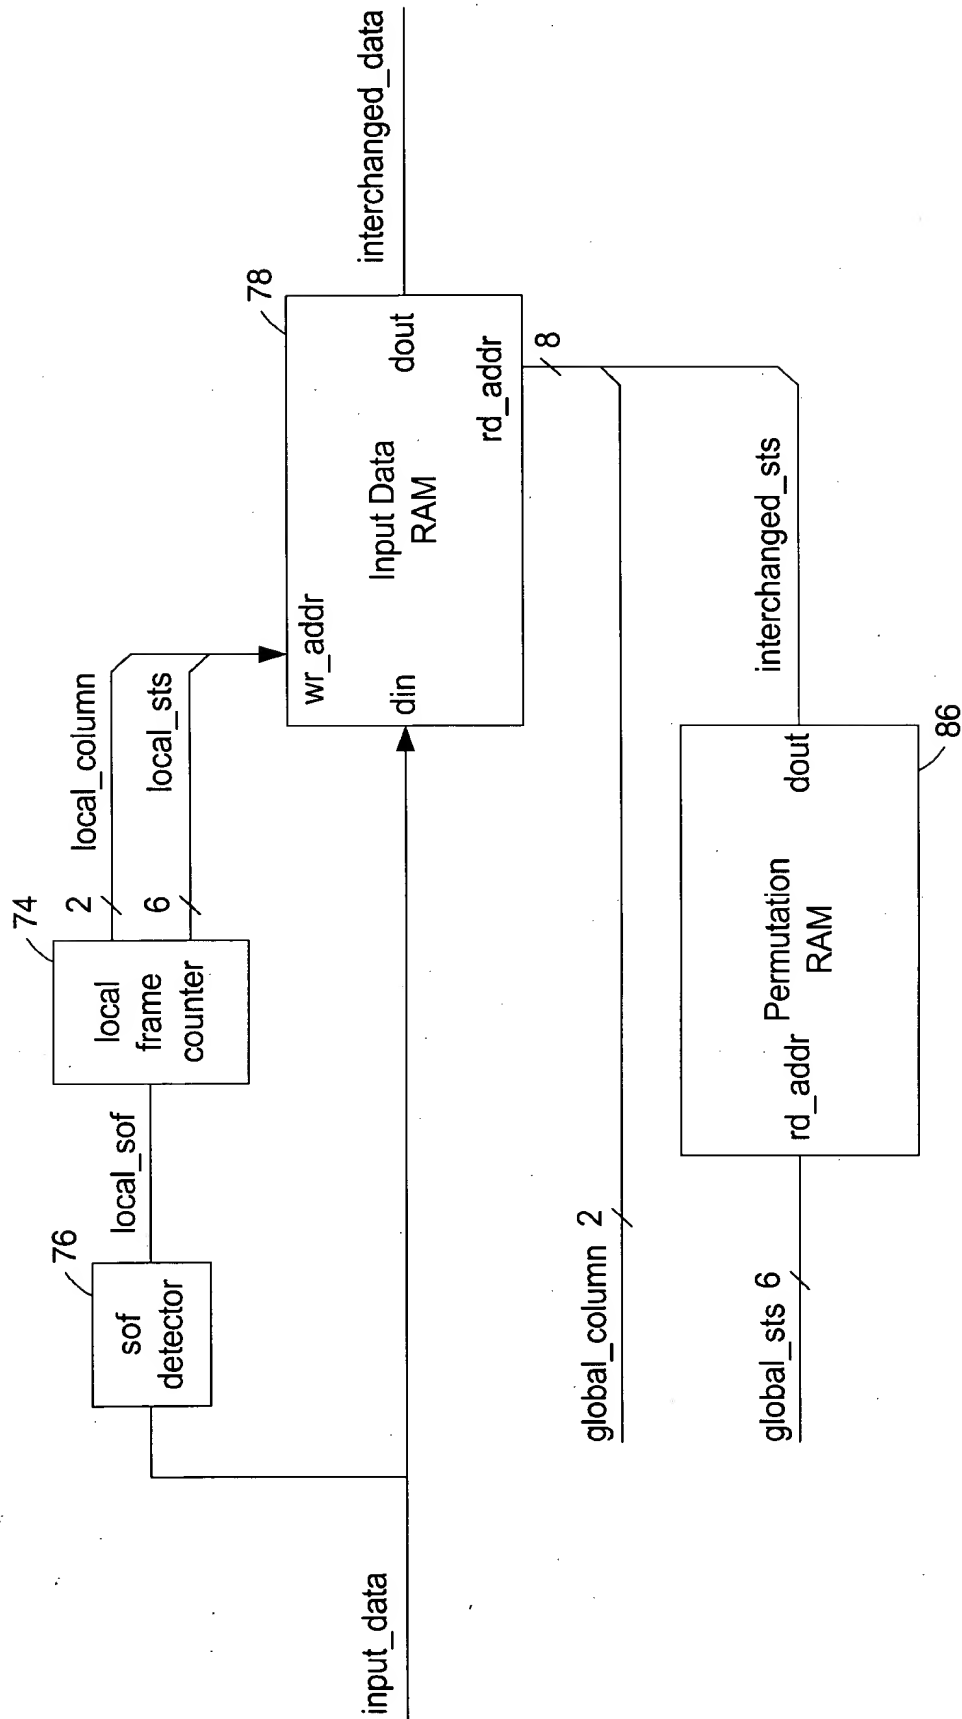 input_data
76
sof
detector
local_sof
74
local
frame
counter
2
local_column
6
local_sts
78
wr_addr
din
Input Data
RAM
dout
rd_addr
interchanged_data
8
global_column 2
global_sts 6
rd_addr
Permutation
RAM
dout
86
interchanged_sts